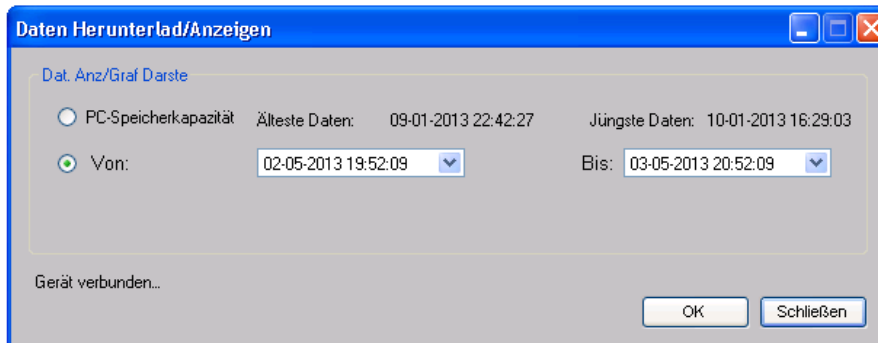 Daten Herunterlad/Anzeigen
Dat. Anz/Graf Darste
PC-Speicherkapazität Älteste Daten: 09-01-2013 22:42:27 Jüngste Daten: 10-01-2013 16:29:03
Von: 02-05-2013 19:52:09 Bis: 03-05-2013 20:52:09
Gerät verbunden...
OK Schließen